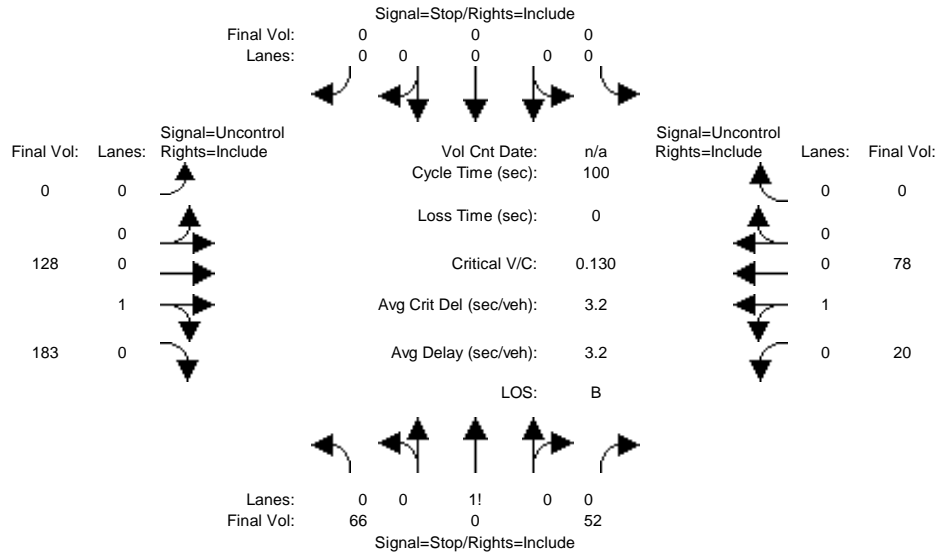 Signal=Stop/Rights=Include
Final Vol: 0 0 0
Lanes: 0 0 0 0 0
Signal=Uncontrol Signal=Uncontrol
Final Vol: Lanes: Rights=Include Vol Cnt Date: n/a Rights=Include Lanes: Final Vol:
Cycle Time (sec): 100
0 0 0 0
Loss Time (sec): 0
0 0
128 0 Critical V/C: 0.130 0 78
1 Avg Crit Del (sec/veh): 3.2 1
183 0 Avg Delay (sec/veh): 3.2 0 20
LOS: B
Lanes: 0 0 1! 0 0
Final Vol: 66 0 52
Signal=Stop/Rights=Include